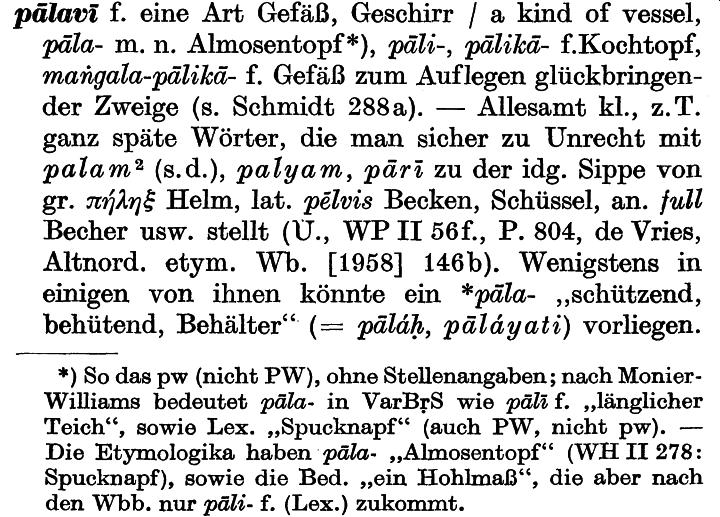 pālavī f. eine Art Gefäß, Geschirr / a kind of vessel,
pāla- m. n. Almosentopf*), pāli-, pālikā- f.Kochtopf,
maṅgala-pālikā- f. Gefäß zum Auflegen glückbringen-
der Zweige (s. Schmidt 288a). — Allesamt kl., z. T.
ganz späte Wörter, die man sicher zu Unrecht mit
palam² (s.d.), palyam, pārī zu der idg. Sippe von
gr. πήληξ Helm, lat. pēlvis Becken, Schüssel, an. full
Becher usw. stellt (U., WP II 56f., P. 804, de Vries,
Altnord. etym. Wb. [1958] 146b). Wenigstens in
einigen von ihnen könnte ein *pāla- „schützend,
behütend, Behälter“ (= pāláḥ, pāláyati) vorliegen.
*) So das pw (nicht PW), ohne Stellenangaben; nach Monier-
Williams bedeutet pāla- in VarBṛS wie pālī f. „länglicher
Teich“, sowie Lex. „Spucknapf“ (auch PW, nicht pw). —
Die Etymologika haben pāla- „Almosentopf“ (WH II 278:
Spucknapf), sowie die Bed. „ein Hohlmaß“, die aber nach
den Wbb. nur pāli- f. (Lex.) zukommt.